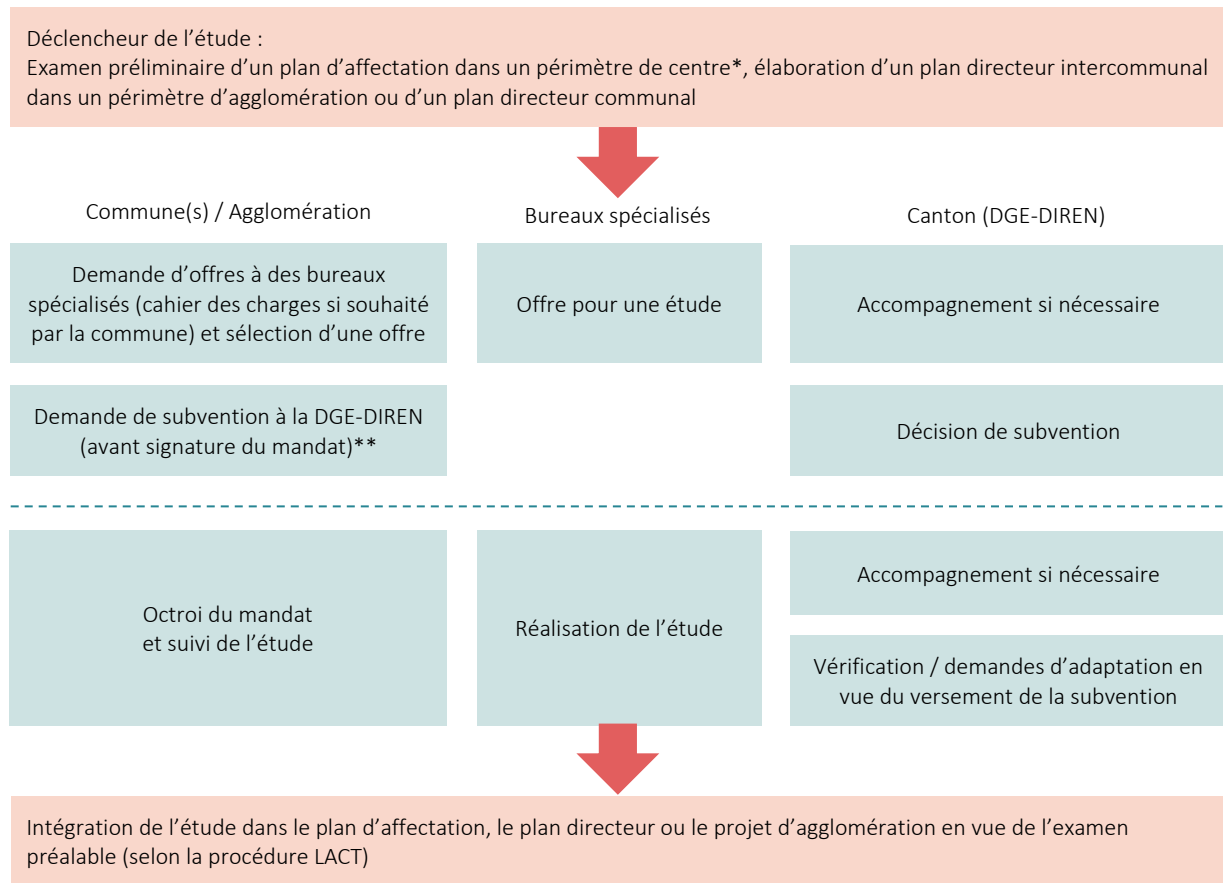 Déclencheur de l’étude :
Examen préliminaire d’un plan d’affectation dans un périmètre de centre*, élaboration d’un plan directeur intercommunal
dans un périmètre d’agglomération ou d’un plan directeur communal
Commune(s) / Agglomération
Bureaux spécialisés
Canton (DGE-DIREN)
Demande d’offres à des bureaux
spécialisés (cahier des charges si souhaité
par la commune) et sélection d’une offre
Offre pour une étude
Accompagnement si nécessaire
Demande de subvention à la DGE-DIREN
(avant signature du mandat)**
Décision de subvention
Octroi du mandat
et suivi de l’étude
Réalisation de l’étude
Accompagnement si nécessaire
Vérification / demandes d’adaptation en
vue du versement de la subvention
Intégration de l’étude dans le plan d’affectation, le plan directeur ou le projet d’agglomération en vue de l’examen
préalable (selon la procédure LACT)